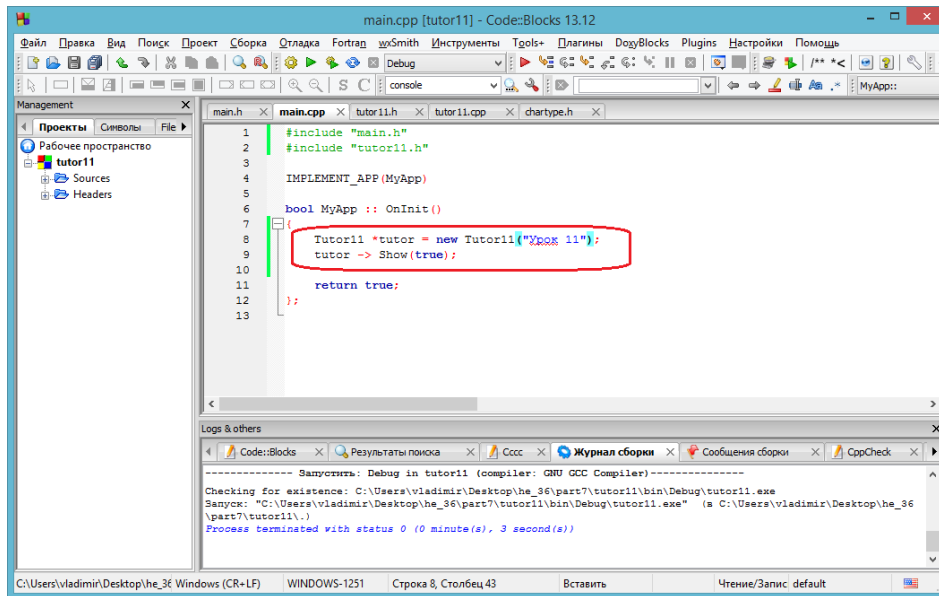 main.cpp [tutor11] - Code::Blocks 13.12
Файл Правка Вид Поиск Проект Сборка Отладка Fortran wxSmith Инструменты Tools+ Плагины DoxyBlocks Plugins Настройки Помощь
Debug /** *<
S C console MyApp::
Management
main.h main.cpp tutor11.h tutor11.cpp chartype.h
Проекты Символы File
Рабочее пространство
tutor11
Sources
Headers
1 #include "main.h"
2 #include "tutor11.h"
3
4 IMPLEMENT_APP(MyApp)
5
6 bool MyApp :: OnInit()
7 {
8 Tutor11 *tutor = new Tutor11("Урок 11");
9 tutor -> Show(true);
10
11 return true;
12 };
13
Logs & others
Code::Blocks Результаты поиска Cccc Журнал сборки Сообщения сборки CppCheck
-------------- Запустить: Debug in tutor11 (compiler: GNU GCC Compiler)---------------
Checking for existence: C:\Users\vladimir\Desktop\he_36\part7\tutor11\bin\Debug\tutor11.exe
Запуск: "C:\Users\vladimir\Desktop\he_36\part7\tutor11\bin\Debug\tutor11.exe" (в C:\Users\vladimir\Desktop\he_36
\part7\tutor11\.)
Process terminated with status 0 (0 minute(s), 3 second(s))
C:\Users\vladimir\Desktop\he_36 Windows (CR+LF) WINDOWS-1251 Строка 8, Столбец 43 Вставить Чтение/Запис default